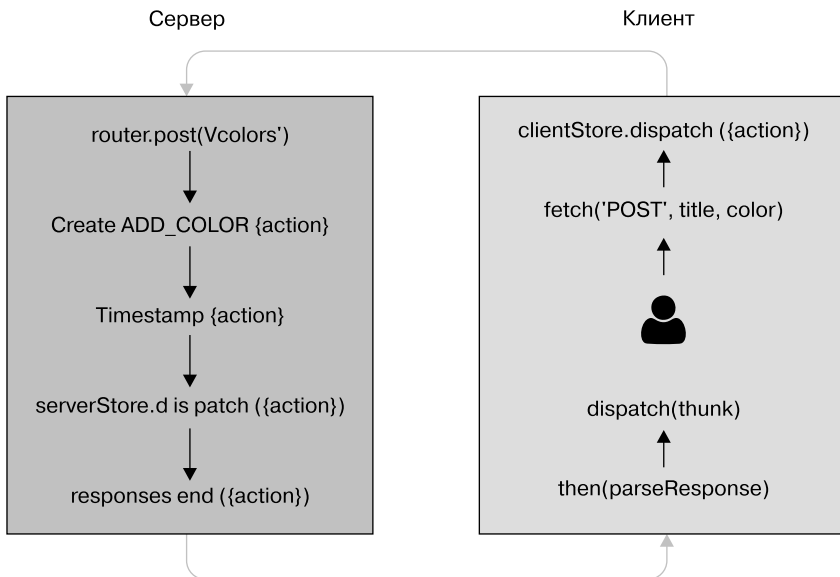 Сервер
Клиент
router.post(Vcolors')
Create ADD_COLOR {action}
Timestamp {action}
serverStore.d is patch ({action})
responses end ({action})
clientStore.dispatch ({action})
fetch('POST', title, color)
dispatch(thunk)
then(parseResponse)